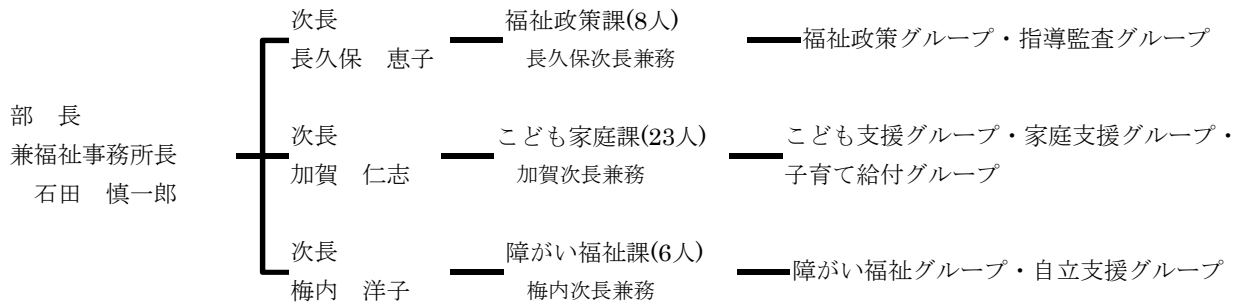 部　長
兼福祉事務所長
石田　慎一郎
次長
長久保　恵子
福祉政策課(8人)
長久保次長兼務
福祉政策グループ・指導監査グループ
次長
加賀　仁志
こども家庭課(23人)
加賀次長兼務
こども支援グループ・家庭支援グループ・
子育て給付グループ
次長
梅内　洋子
障がい福祉課(6人)
梅内次長兼務
障がい福祉グループ・自立支援グループ